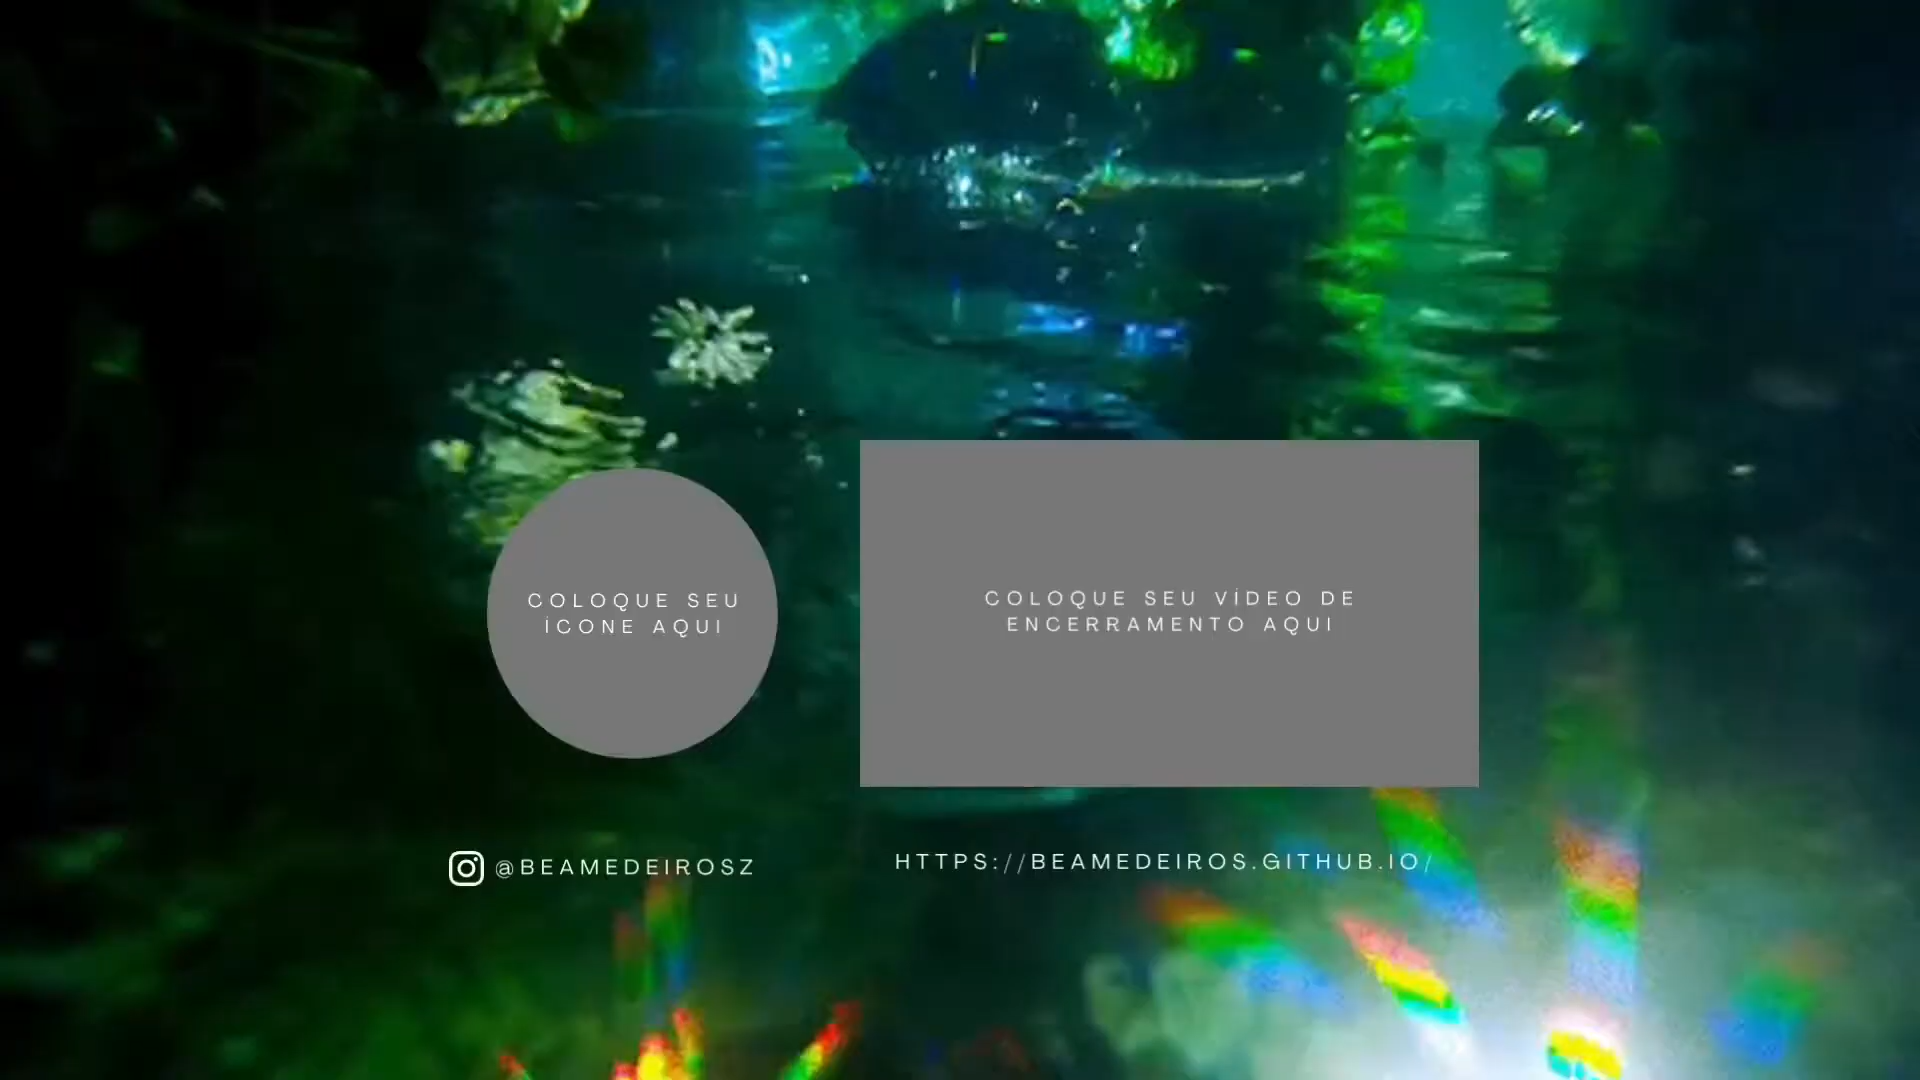 COLOQUE SEU
ÍCONE AQUI
COLOQUE SEU VÍDEO DE
ENCERRAMENTO AQUI
@BEAMEDEIROSZ
HTTPS://BEAMEDEIROS.GITHUB.IO/